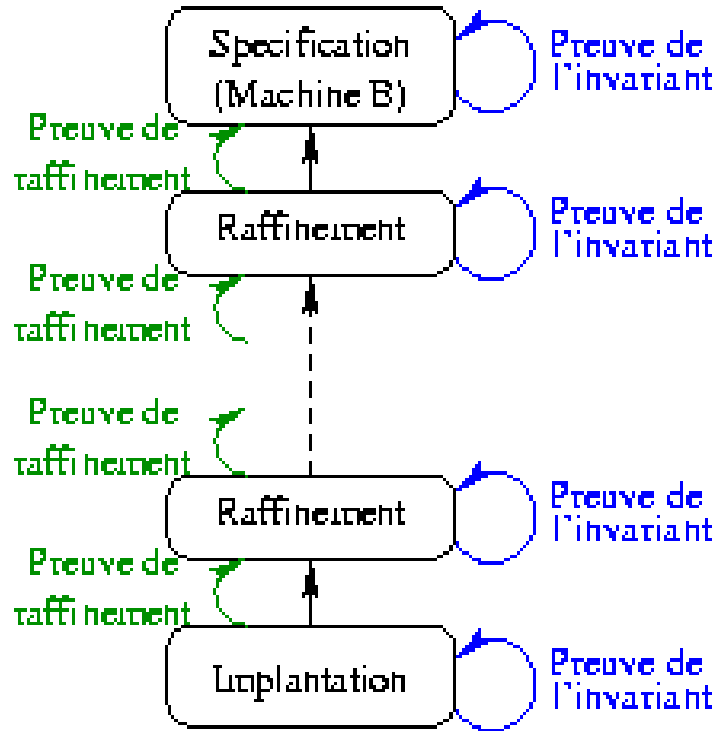 Specification
(Machine B)
Preuve de
l'invariant
Preuve de
raffinement
Raffinement
Preuve de
l'invariant
Preuve de
raffinement
Preuve de
raffinement
Raffinement
Preuve de
l'invariant
Preuve de
raffinement
Implantation
Preuve de
l'invariant